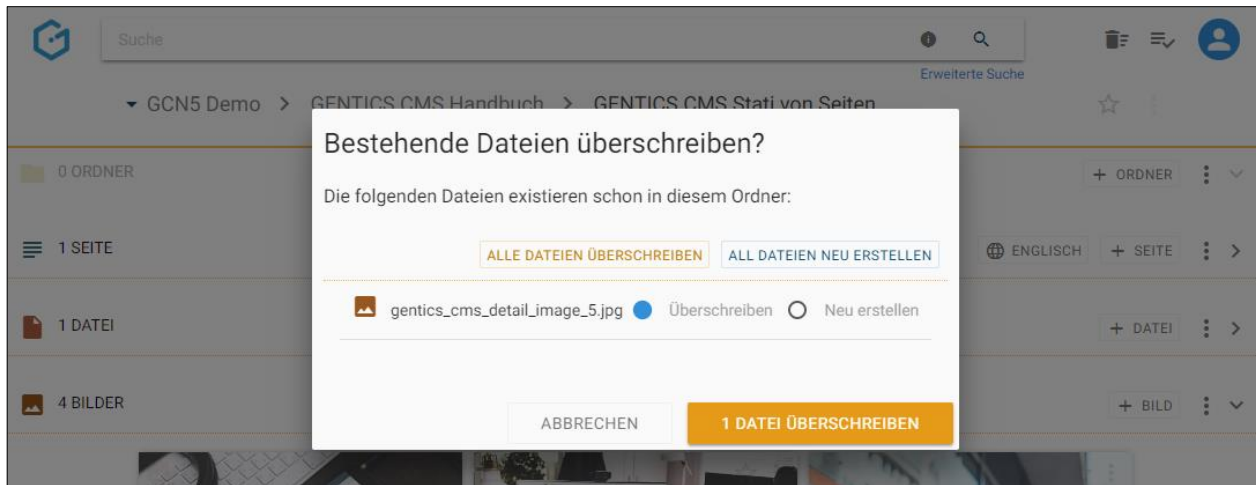 Suche
Erweiterte Suche
GCN5 Demo > GENTICS CMS Handbuch > GENTICS CMS Stati von Seiten
Bestehende Dateien überschreiben?
0 ORDNER
+ ORDNER
Die folgenden Dateien existieren schon in diesem Ordner:
1 SEITE
ALLE DATEIEN ÜBERSCHREIBEN ALL DATEIEN NEU ERSTELLEN
ENGLISCH + SEITE
gentics_cms_detail_image_5.jpg Überschreiben Neu erstellen
1 DATEI
+ DATEI
4 BILDER
+ BILD
ABBRECHEN 1 DATEI ÜBERSCHREIBEN